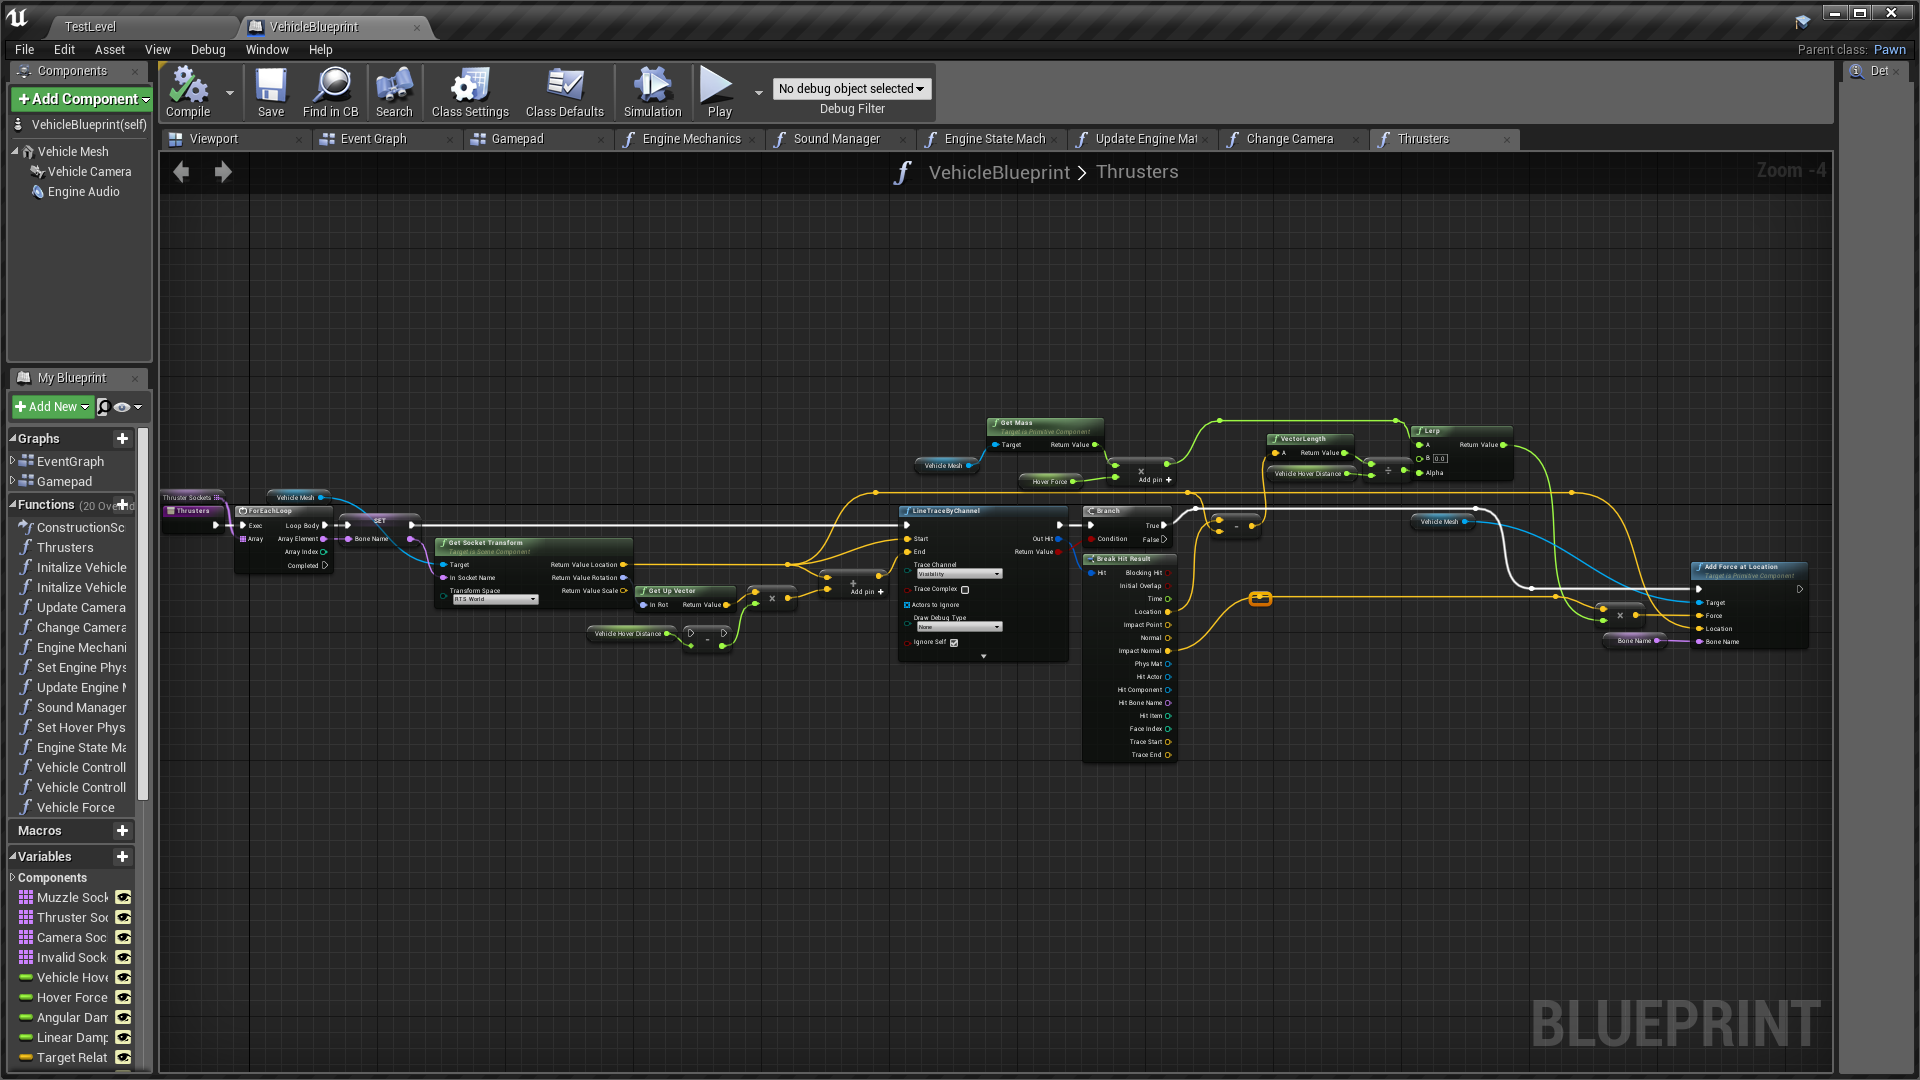 TestLevel
VehicleBlueprint
File Edit Asset View Debug Window Help
Parent class: Pawn
Components
Det
+ Add Component
VehicleBlueprint(self)
Vehicle Mesh
Vehicle Camera
Engine Audio
Compile
Save
Find in CB
Search
Class Settings
Class Defaults
Simulation
Play
No debug object selected
Debug Filter
Viewport
Event Graph
Gamepad
Engine Mechanics
Sound Manager
Engine State Mach
Update Engine Mat
Change Camera
Thrusters
VehicleBlueprint > Thrusters
Zoom -4
My Blueprint
+ Add New
Graphs
EventGraph
Gamepad
Functions (20 Overrid
ConstructionSc
Thrusters
Initalize Vehicle
Initalize Vehicle
Update Camera
Change Camera
Engine Mechani
Set Engine Phys
Update Engine M
Sound Manager
Set Hover Phys
Engine State Ma
Vehicle Controll
Vehicle Controll
Vehicle Force
Macros
Variables
Components
Muzzle Sock
Thruster Soc
Camera Soc
Invalid Sock
Vehicle Hove
Hover Force
Angular Dam
Linear Damp
Target Relat
Thruster Sockets
Thrusters
Vehicle Mesh
ForEachLoop
Exec
Loop Body
Array
Array Element
Array Index
Completed
SET
Bone Name
Get Socket Transform
Target is Scene Component
Target
Return Value Location
In Socket Name
Return Value Rotation
Transform Space
Return Value Scale
RTS World
Get Up Vector
In Rot
Return Value
Vehicle Hover Distance
-
×
+
Add pin +
LineTraceByChannel
Start
Out Hit
End
Return Value
Trace Channel
Visibility
Trace Complex
Actors to Ignore
Draw Debug Type
None
Ignore Self
Get Mass
Target is Primitive Component
Target
Return Value
Vehicle Mesh
Hover Force
×
Add pin +
Branch
True
Condition
False
Break Hit Result
Hit
Blocking Hit
Initial Overlap
Time
Location
Impact Point
Normal
Impact Normal
Phys Mat
Hit Actor
Hit Component
Hit Bone Name
Hit Item
Face Index
Trace Start
Trace End
-
VectorLength
A
Return Value
Vehicle Hover Distance
÷
Lerp
A
Return Value
B 0.0
Alpha
Vehicle Mesh
×
Bone Name
Add Force at Location
Target is Primitive Component
Target
Force
Location
Bone Name
BLUEPRINT